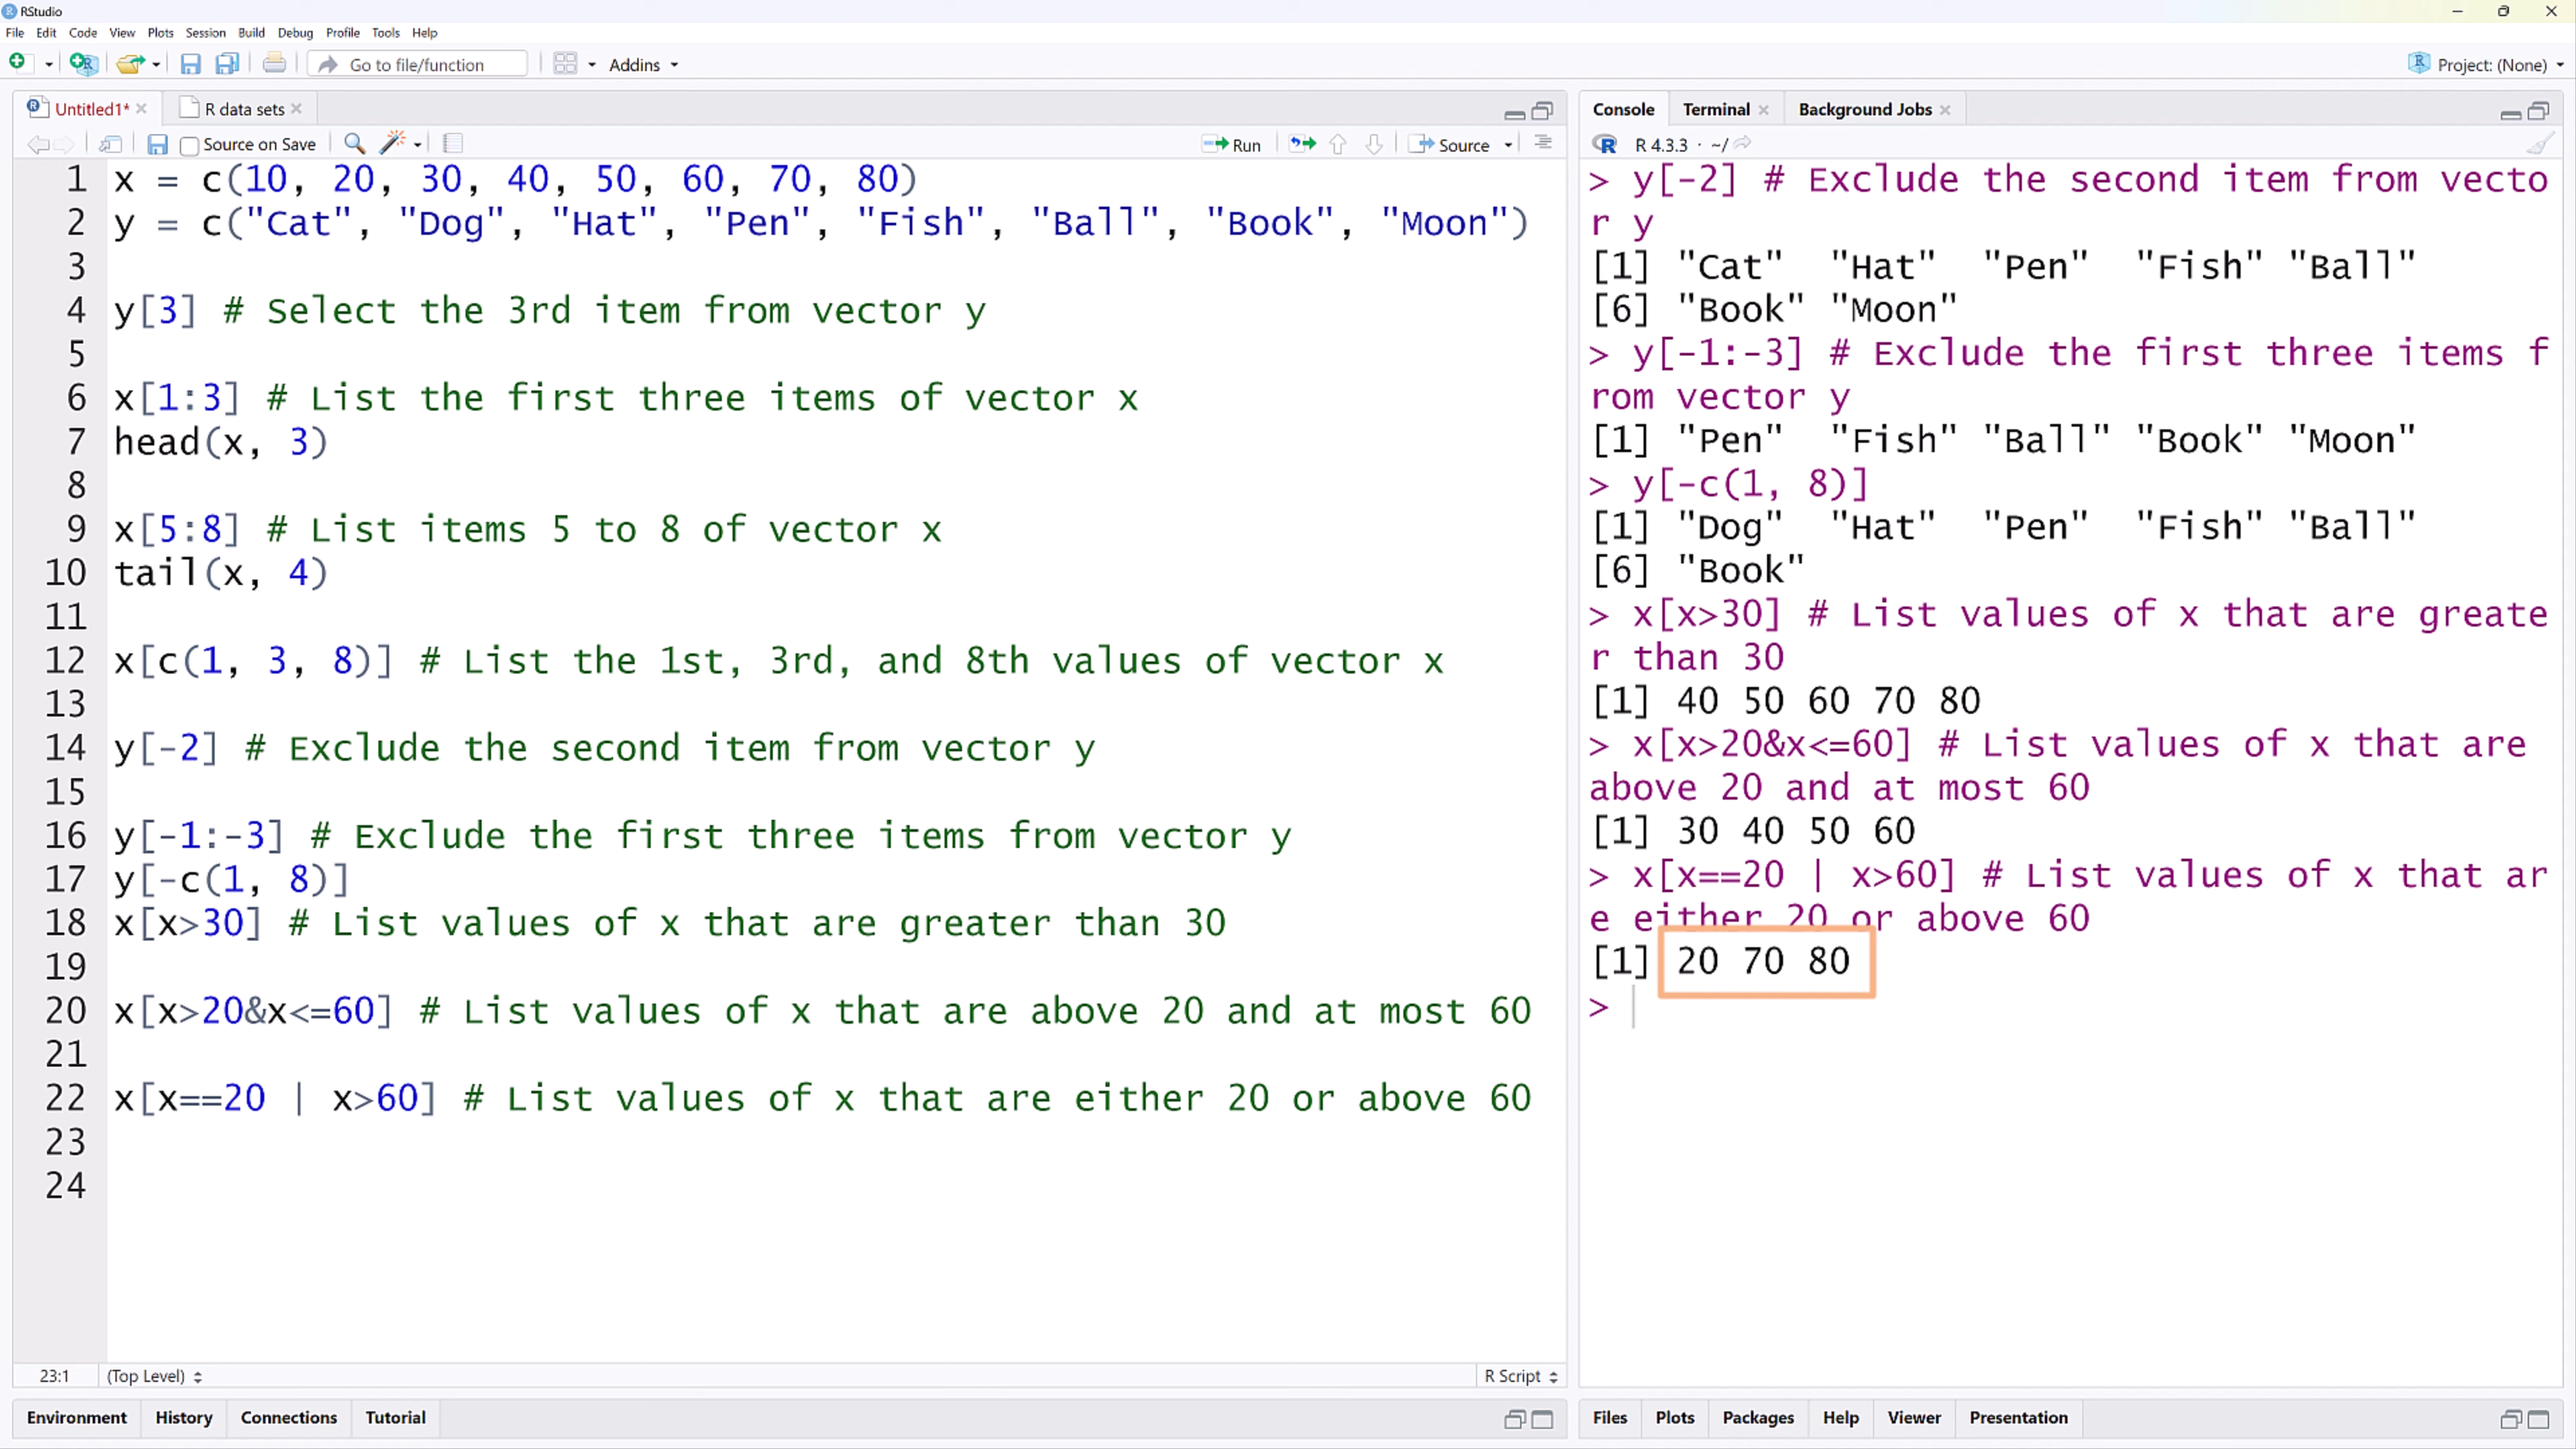 RStudio
File Edit Code View Plots Session Build Debug Profile Tools Help
Go to file/function Addins Project: (None)
Untitled1* R data sets
Source on Save Run Source
1 x = c(10, 20, 30, 40, 50, 60, 70, 80)
2 y = c("Cat", "Dog", "Hat", "Pen", "Fish", "Ball", "Book", "Moon")
3
4 y[3] # Select the 3rd item from vector y
5
6 x[1:3] # List the first three items of vector x
7 head(x, 3)
8
9 x[5:8] # List items 5 to 8 of vector x
10 tail(x, 4)
11
12 x[c(1, 3, 8)] # List the 1st, 3rd, and 8th values of vector x
13
14 y[-2] # Exclude the second item from vector y
15
16 y[-1:-3] # Exclude the first three items from vector y
17 y[-c(1, 8)]
18 x[x>30] # List values of x that are greater than 30
19
20 x[x>20&x<=60] # List values of x that are above 20 and at most 60
21
22 x[x==20 | x>60] # List values of x that are either 20 or above 60
23
24
23:1 (Top Level) R Script
Environment History Connections Tutorial
Console Terminal Background Jobs
R 4.3.3 · ~/
> y[-2] # Exclude the second item from vecto
r y
[1] "Cat" "Hat" "Pen" "Fish" "Ball"
[6] "Book" "Moon"
> y[-1:-3] # Exclude the first three items f
rom vector y
[1] "Pen" "Fish" "Ball" "Book" "Moon"
> y[-c(1, 8)]
[1] "Dog" "Hat" "Pen" "Fish" "Ball"
[6] "Book"
> x[x>30] # List values of x that are greate
r than 30
[1] 40 50 60 70 80
> x[x>20&x<=60] # List values of x that are
above 20 and at most 60
[1] 30 40 50 60
> x[x==20 | x>60] # List values of x that ar
e either 20 or above 60
[1] 20 70 80
>
Files Plots Packages Help Viewer Presentation